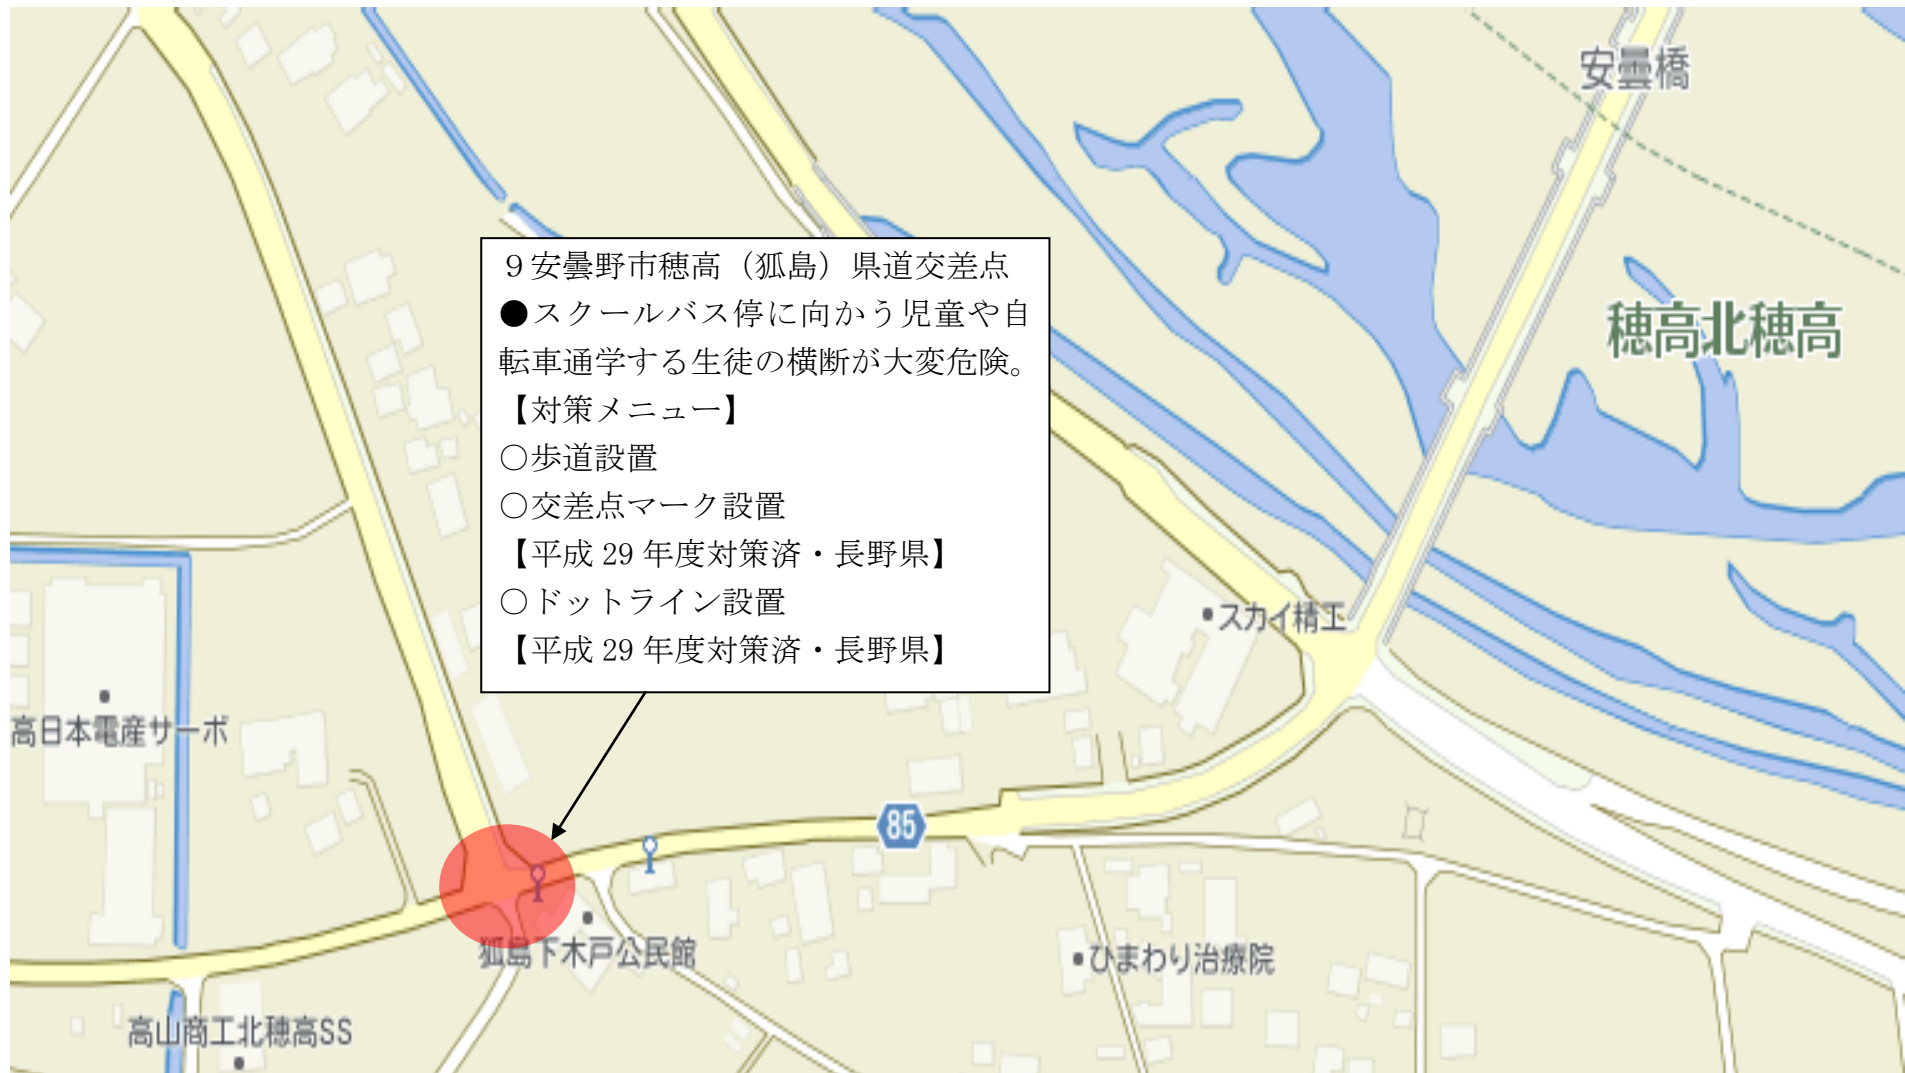 安曇橋
9安曇野市穂高（狐島）県道交差点
●スクールバス停に向かう児童や自
転車通学する生徒の横断が大変危険。
【対策メニュー】
○歩道設置
○交差点マーク設置
【平成 29 年度対策済・長野県】
○ドットライン設置
【平成 29 年度対策済・長野県】
穂高北穂高
スカイ精工
高日本電産サーボ
85
狐島下木戸公民館
ひまわり治療院
高山商工北穂高SS